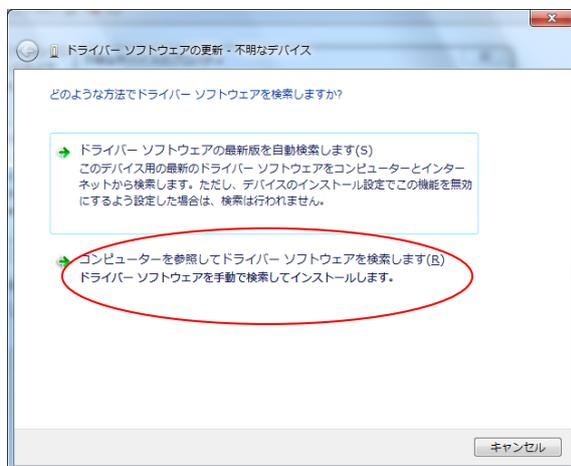 ドライバー ソフトウェアの更新 - 不明なデバイス
どのような方法でドライバー ソフトウェアを検索しますか?
ドライバー ソフトウェアの最新版を自動検索します(S)
このデバイス用の最新のドライバー ソフトウェアをコンピューターとインター
ネットから検索します。ただし、デバイスのインストール設定でこの機能を無効
にするよう設定した場合は、検索は行われません。
コンピューターを参照してドライバー ソフトウェアを検索します(R)
ドライバー ソフトウェアを手動で検索してインストールします。
キャンセル